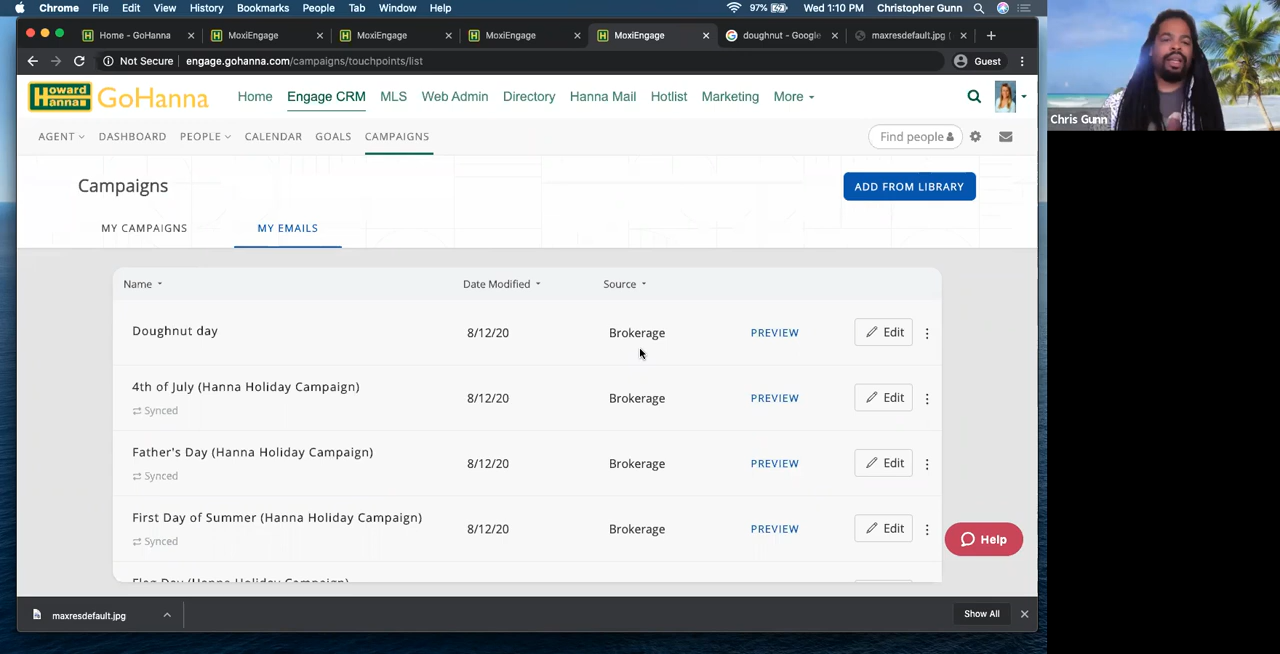 Chrome File Edit View History Bookmarks People Tab Window Help 97% Wed 1:10 PM Christopher Gunn
Home - GoHanna MoxiEngage MoxiEngage MoxiEngage MoxiEngage doughnut - Google maxresdefault.jpg (
Not Secure engage.gohanna.com/campaigns/touchpoints/list Guest
Howard Hanna GoHanna Home Engage CRM MLS Web Admin Directory Hanna Mail Hotlist Marketing More
Chris Gunn
AGENT DASHBOARD PEOPLE CALENDAR GOALS CAMPAIGNS Find people
Campaigns ADD FROM LIBRARY
MY CAMPAIGNS MY EMAILS
Name Date Modified Source
Doughnut day 8/12/20 Brokerage PREVIEW Edit
4th of July (Hanna Holiday Campaign) 8/12/20 Brokerage PREVIEW Edit
Synced
Father's Day (Hanna Holiday Campaign) 8/12/20 Brokerage PREVIEW Edit
Synced
First Day of Summer (Hanna Holiday Campaign) 8/12/20 Brokerage PREVIEW Edit
Synced
Help
Flag Day (Hanna Holiday Campaign)
maxresdefault.jpg Show All